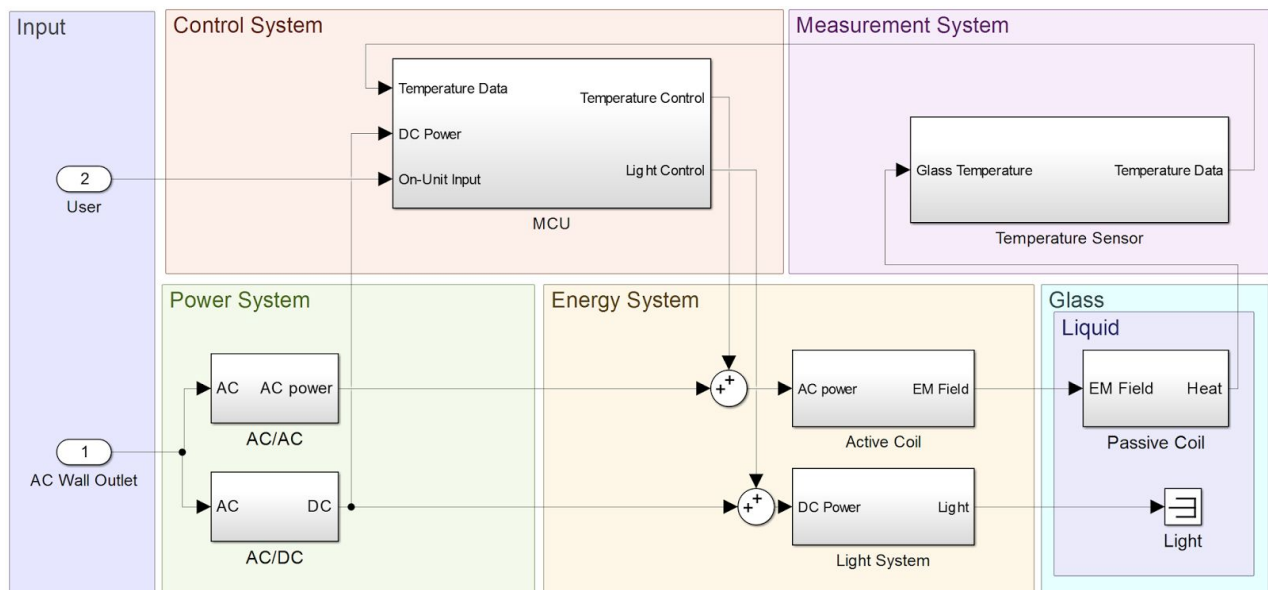 Input
Control System
Measurement System
Temperature Data
Temperature Control
DC Power
On-Unit Input
Light Control
MCU
Glass Temperature
Temperature Data
Temperature Sensor
2
User
Power System
Energy System
Glass
Liquid
AC
AC power
AC/AC
++
AC power
EM Field
Active Coil
EM Field
Heat
Passive Coil
1
AC Wall Outlet
AC
DC
AC/DC
++
DC Power
Light
Light System
Light